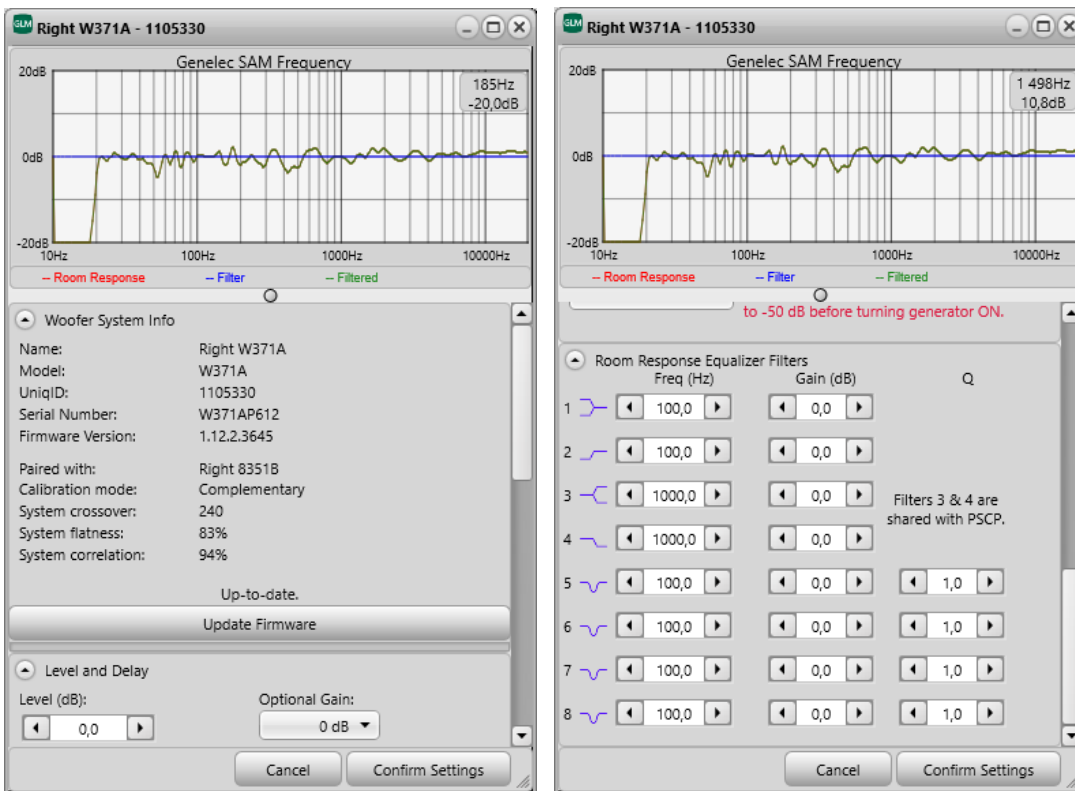 GLM Right W371A - 1105330
Genelec SAM Frequency
20dB
185Hz
-20,0dB
0dB
-20dB
10Hz 100Hz 1000Hz 10000Hz
-- Room Response -- Filter -- Filtered
Woofer System Info
Name: Right W371A
Model: W371A
UniqID: 1105330
Serial Number: W371AP612
Firmware Version: 1.12.2.3645
Paired with: Right 8351B
Calibration mode: Complementary
System crossover: 240
System flatness: 83%
System correlation: 94%
Up-to-date.
Update Firmware
Level and Delay
Level (dB): Optional Gain:
0,0 0 dB
Cancel Confirm Settings
GLM Right W371A - 1105330
Genelec SAM Frequency
20dB
1 498Hz
10,8dB
0dB
-20dB
10Hz 100Hz 1000Hz 10000Hz
-- Room Response -- Filter -- Filtered
to -50 dB before turning generator ON.
Room Response Equalizer Filters
Freq (Hz) Gain (dB) Q
1 100,0 0,0
2 100,0 0,0
3 1000,0 0,0
Filters 3 & 4 are
shared with PSCP.
4 1000,0 0,0
5 100,0 0,0 1,0
6 100,0 0,0 1,0
7 100,0 0,0 1,0
8 100,0 0,0 1,0
Cancel Confirm Settings